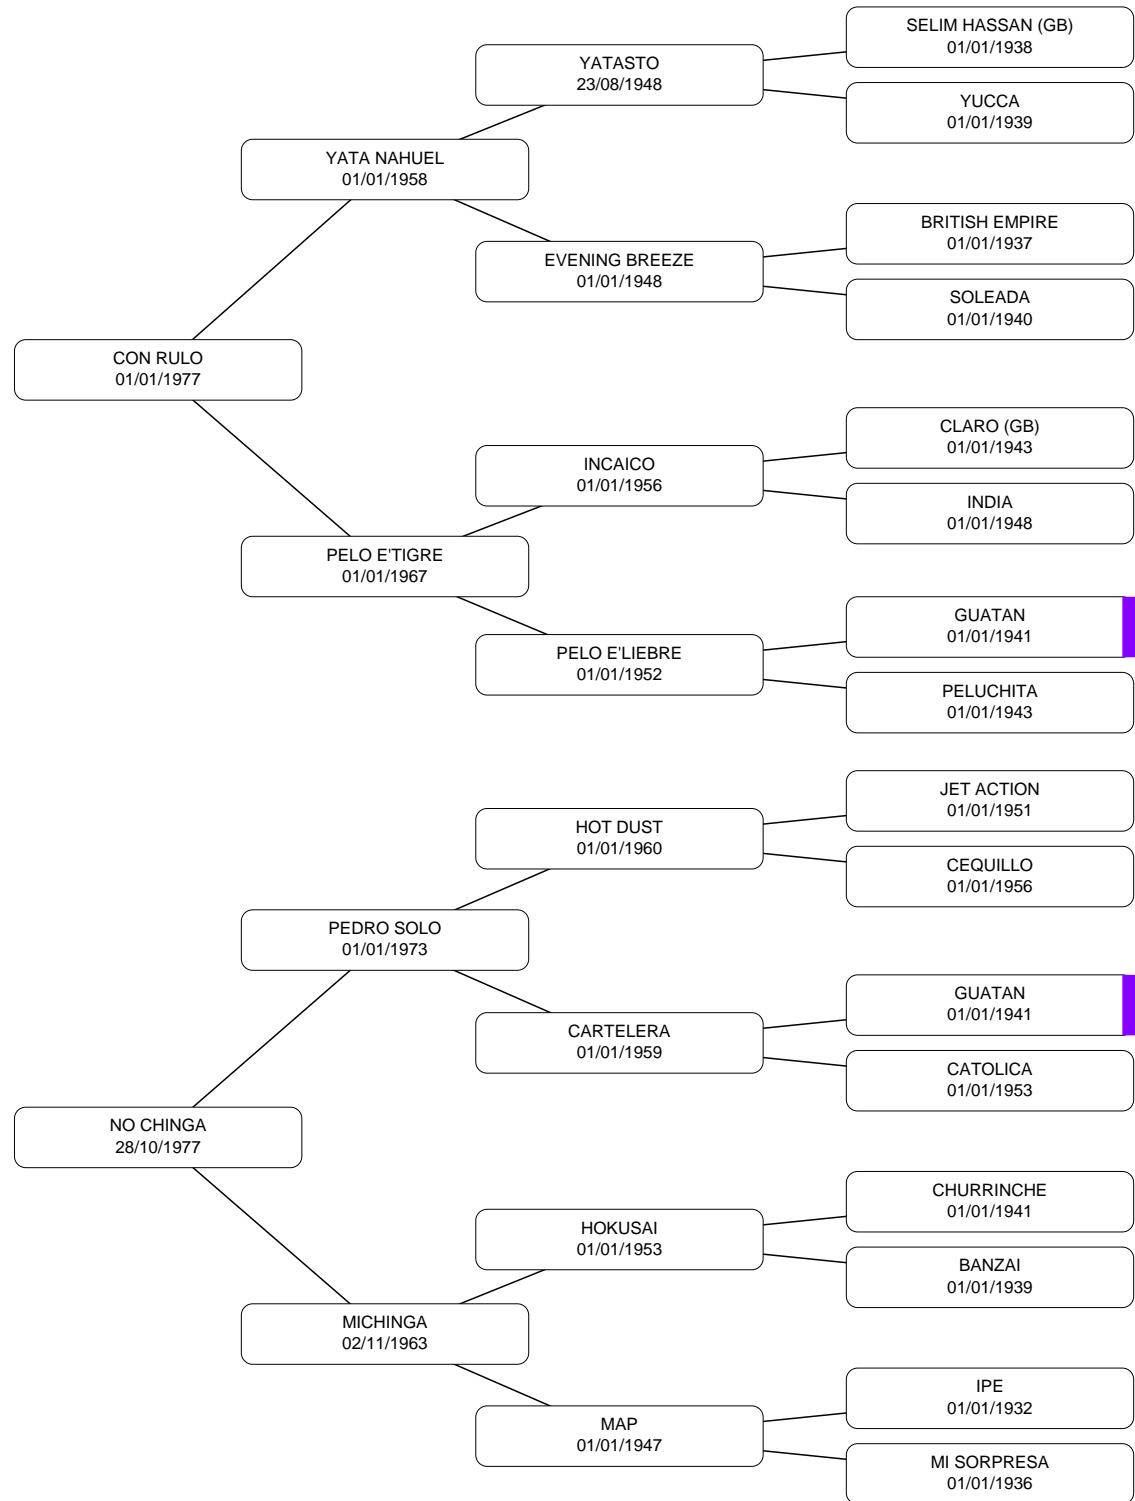 SELIM HASSAN (GB)
01/01/1938
YATASTO
23/08/1948
YUCCA
01/01/1939
YATA NAHUEL
01/01/1958
BRITISH EMPIRE
01/01/1937
EVENING BREEZE
01/01/1948
SOLEADA
01/01/1940
CON RULO
01/01/1977
CLARO (GB)
01/01/1943
INCAICO
01/01/1956
INDIA
01/01/1948
PELO E'TIGRE
01/01/1967
GUATAN
01/01/1941
PELO E'LIEBRE
01/01/1952
PELUCHITA
01/01/1943
JET ACTION
01/01/1951
HOT DUST
01/01/1960
CEQUILLO
01/01/1956
PEDRO SOLO
01/01/1973
GUATAN
01/01/1941
CARTELERA
01/01/1959
CATOLICA
01/01/1953
NO CHINGA
28/10/1977
CHURRINCHE
01/01/1941
HOKUSAI
01/01/1953
BANZAI
01/01/1939
MICHINGA
02/11/1963
IPE
01/01/1932
MAP
01/01/1947
MI SORPRESA
01/01/1936